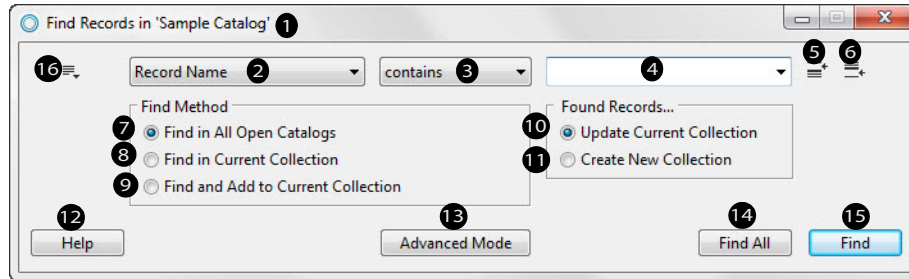 Find Records in 'Sample Catalog' 1
16 Record Name 2 contains 3 4 5 6
Find Method
7 Find in All Open Catalogs
8 Find in Current Collection
9 Find and Add to Current Collection
Found Records...
10 Update Current Collection
11 Create New Collection
12 13 14 15
Help Advanced Mode Find All Find